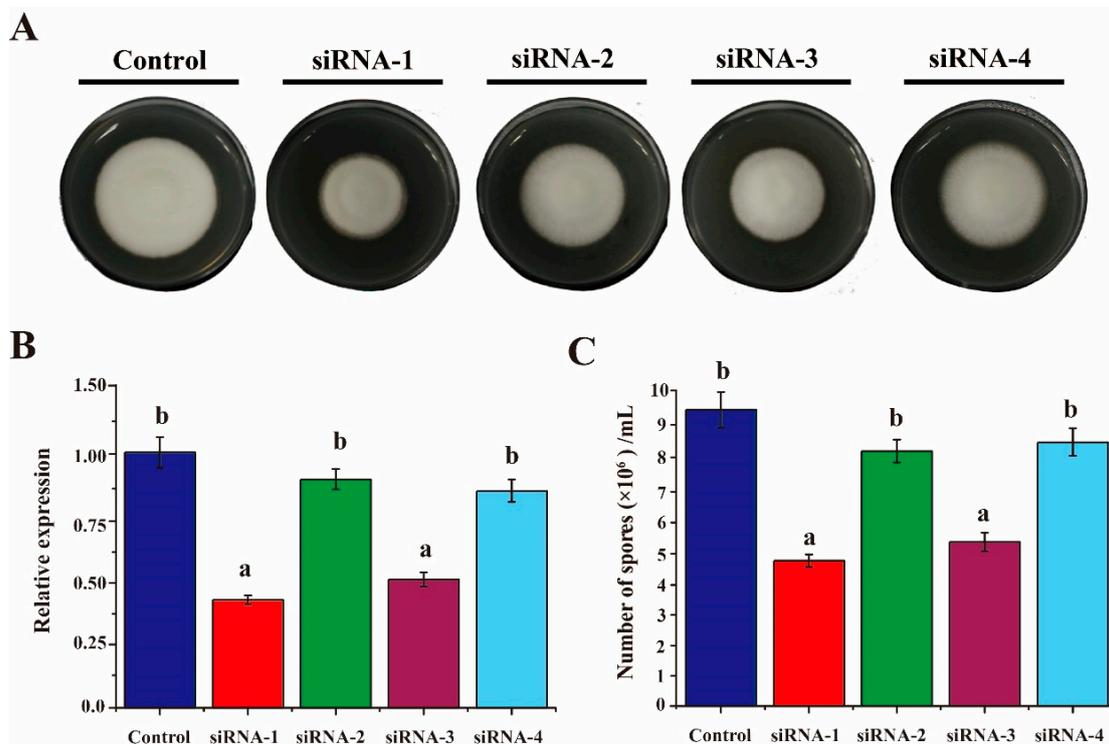 A
Control siRNA-1 siRNA-2 siRNA-3 siRNA-4
B
Relative expression
1.50
1.00
0.75
0.50
0.25
0.0
b
a
b
a
b
Control siRNA-1 siRNA-2 siRNA-3 siRNA-4
C
Number of spores (×10⁶) /mL
10
9
8
7
6
5
4
3
2
1
0
b
a
b
a
b
Control siRNA-1 siRNA-2 siRNA-3 siRNA-4